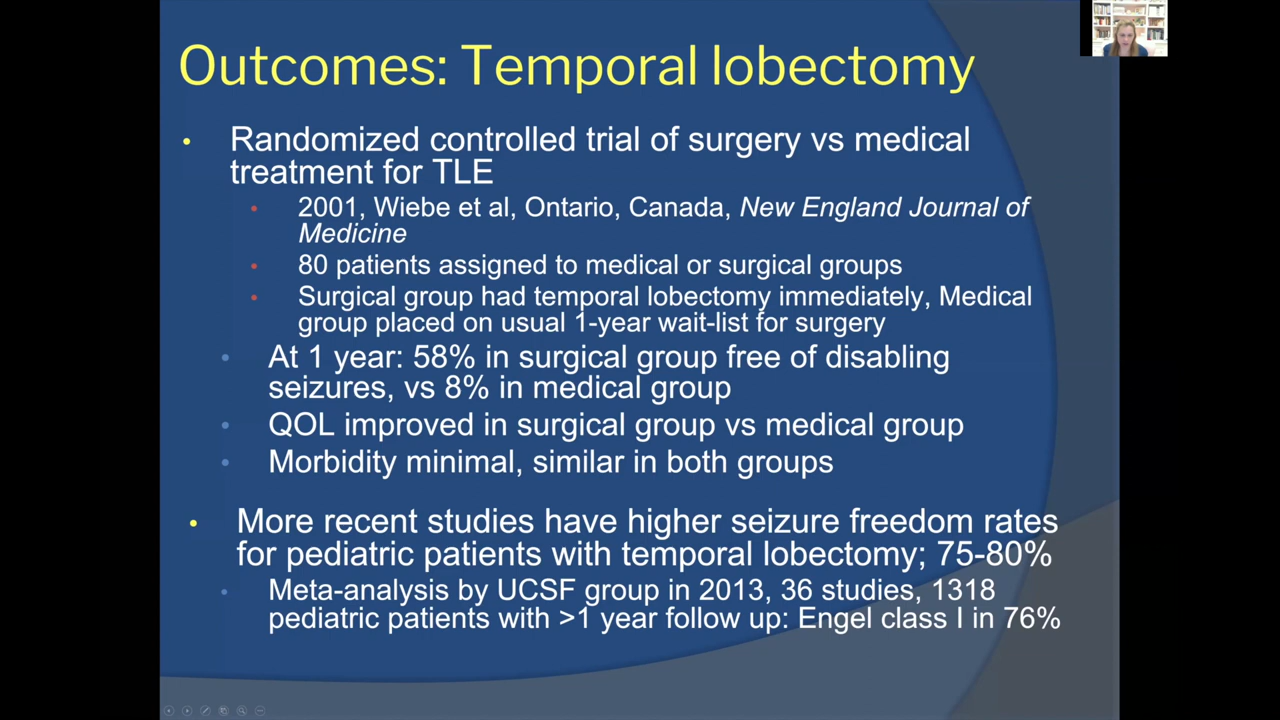 Outcomes: Temporal lobectomy
• Randomized controlled trial of surgery vs medical
treatment for TLE
• 2001, Wiebe et al, Ontario, Canada, New England Journal of
Medicine
• 80 patients assigned to medical or surgical groups
• Surgical group had temporal lobectomy immediately, Medical
group placed on usual 1-year wait-list for surgery
• At 1 year: 58% in surgical group free of disabling
seizures, vs 8% in medical group
• QOL improved in surgical group vs medical group
• Morbidity minimal, similar in both groups
• More recent studies have higher seizure freedom rates
for pediatric patients with temporal lobectomy; 75-80%
• Meta-analysis by UCSF group in 2013, 36 studies, 1318
pediatric patients with >1 year follow up: Engel class I in 76%